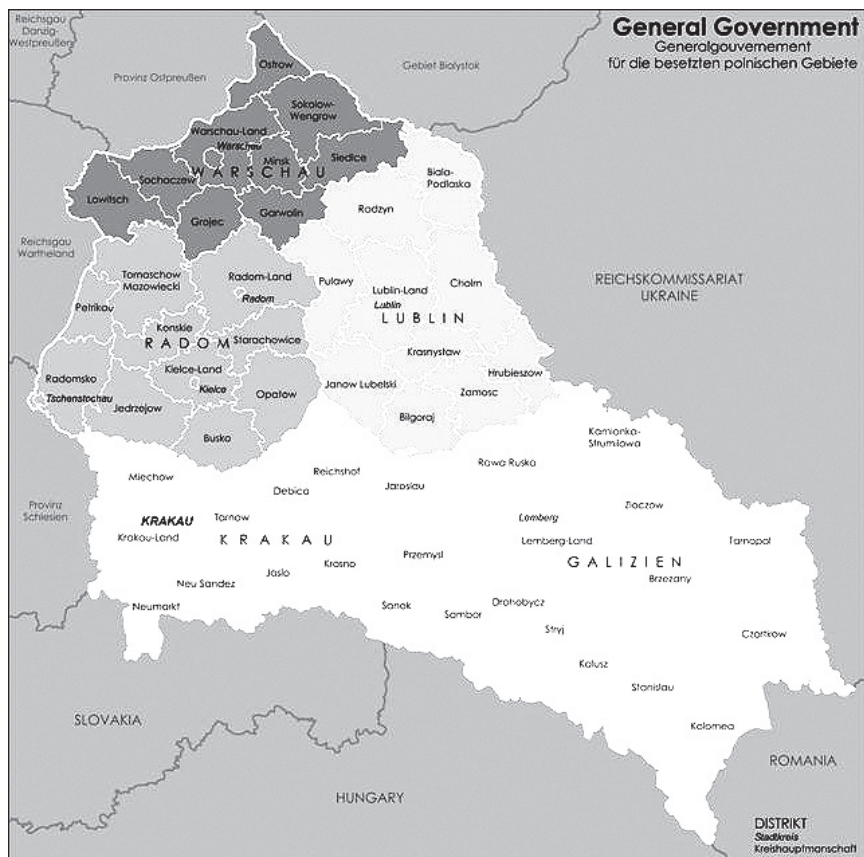 General Government
Generalgouvernement
für die besetzten polnischen Gebiete
Reichsgau
Danzig-
Westpreußen
Provinz Ostpreußen
Gebiet Bialystok
Ostrow
Sokolow-
Wengrow
Warschau-Land
Warschau
Minsk
Siedlce
WARSCHAU
Sochaczew
Lowitsch
Grojec
Garwolin
Biala-
Podlaska
Radzyn
Reichsgau
Wartheland
Tomaschow
Mazowiecki
Radom-Land
Radom
Petrikau
Konskie
RADOM
Starachowice
Kielce-Land
Kielce
Radomsko
Tschenstochau
Jedrzejow
Opatow
Busko
Pulawy
Lublin-Land
Lublin
Cholm
LUBLIN
Krasnystaw
Hrubieszow
Janow Lubelski
Zamosc
Bilgoraj
REICHSKOMMISSARIAT
UKRAINE
Kamionka-
Strumilowa
Rawa Ruska
Miechow
Reichshof
Debica
Jaroslau
Provinz
Schlesien
KRAKAU
Tarnow
Krakau-Land
KRAKAU
Lemberg
Zloczow
Lemberg-Land
Tarnopol
Przemysl
GALIZIEN
Krosno
Jaslo
Brzezany
Neu Sandez
Neumarkt
Sanok
Sambor
Drohobycz
Stryj
Czortkow
Kalusz
Stanislau
Kolomea
SLOVAKIA
HUNGARY
ROMANIA
DISTRIKT
Stadtkreis
Kreishauptmanschaft